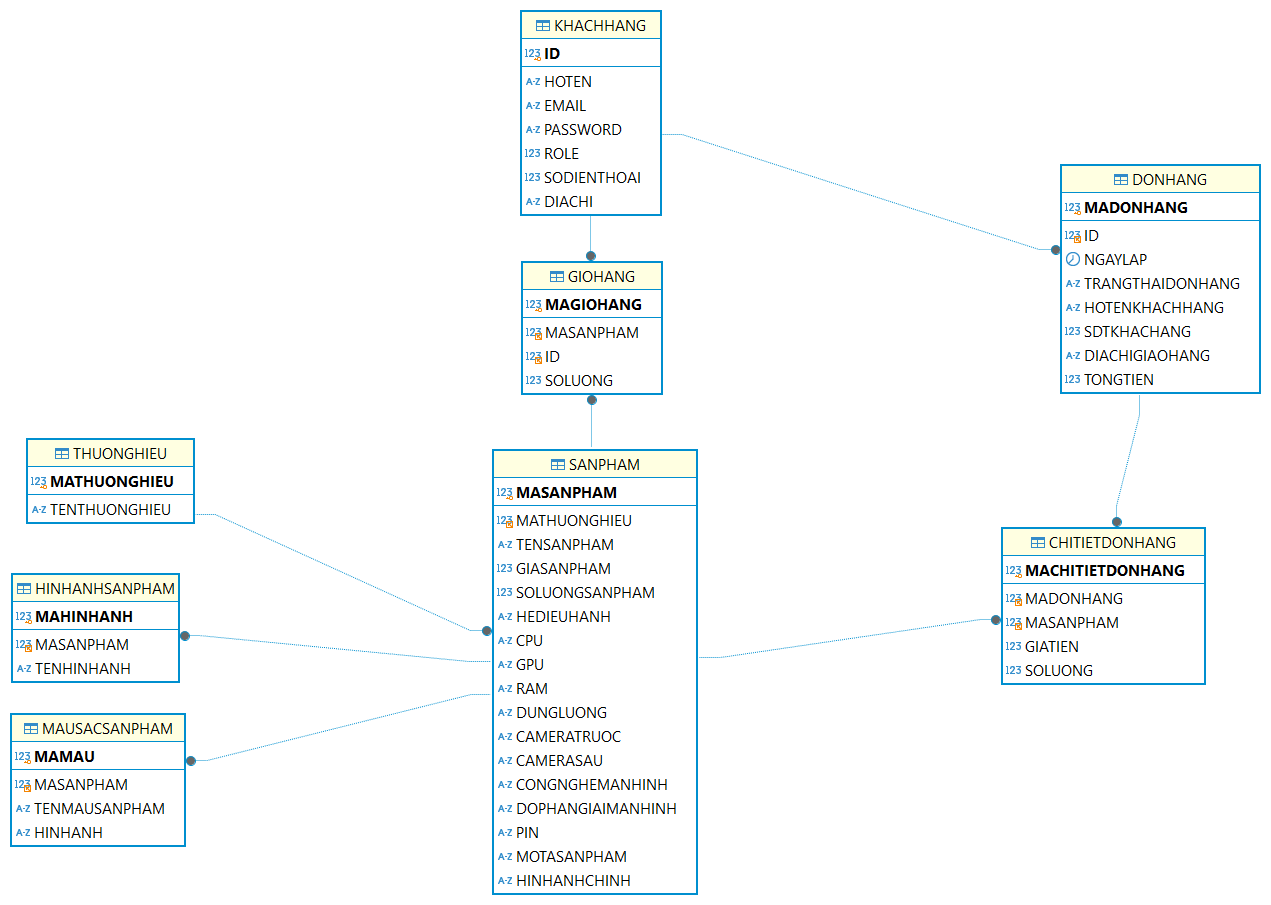 KHACHHANG
123 ID
A-Z HOTEN
A-Z EMAIL
A-Z PASSWORD
123 ROLE
123 SODIENTHOAI
A-Z DIACHI
DONHANG
123 MADONHANG
123 ID
NGAYLAP
A-Z TRANGTHAIDONHANG
A-Z HOTENKHACHHANG
123 SDTKHACHANG
A-Z DIACHIGIAOHANG
123 TONGTIEN
GIOHANG
123 MAGIOHANG
123 MASANPHAM
123 ID
123 SOLUONG
THUONGHIEU
123 MATHUONGHIEU
A-Z TENTHUONGHIEU
HINHANHSANPHAM
123 MAHINHANH
123 MASANPHAM
A-Z TENHINHANH
MAUSACSANPHAM
123 MAMAU
123 MASANPHAM
A-Z TENMAUSANPHAM
A-Z HINHANH
SANPHAM
123 MASANPHAM
123 MATHUONGHIEU
A-Z TENSANPHAM
123 GIASANPHAM
123 SOLUONGSANPHAM
A-Z HEDIEUHANH
A-Z CPU
A-Z GPU
A-Z RAM
A-Z DUNGLUONG
A-Z CAMERATRUOC
A-Z CAMERASAU
A-Z CONGNGHEMANHINH
A-Z DOPHANGIAIMANHINH
A-Z PIN
A-Z MOTASANPHAM
A-Z HINHANHCHINH
CHITIETDONHANG
123 MACHITIETDONHANG
123 MADONHANG
123 MASANPHAM
123 GIATIEN
123 SOLUONG